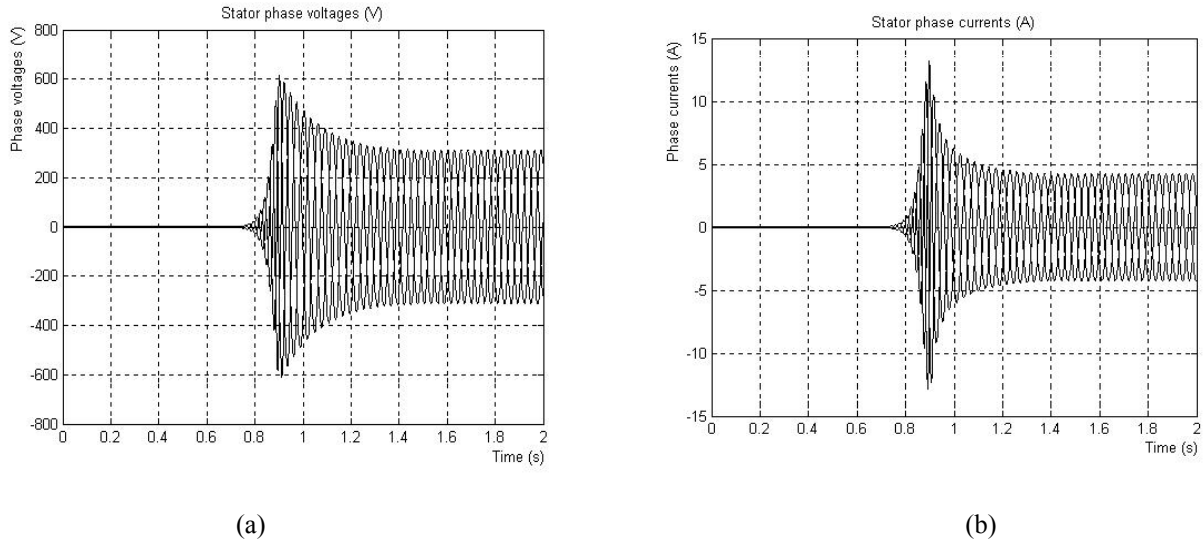 Stator phase voltages (V)
Phase voltages (V)
800
600
400
200
0
-200
-400
-600
-800
0 0.2 0.4 0.6 0.8 1 1.2 1.4 1.6 1.8 2
Time (s)
(a)
Stator phase currents (A)
Phase currents (A)
15
10
5
0
-5
-10
-15
0 0.2 0.4 0.6 0.8 1 1.2 1.4 1.6 1.8 2
Time (s)
(b)